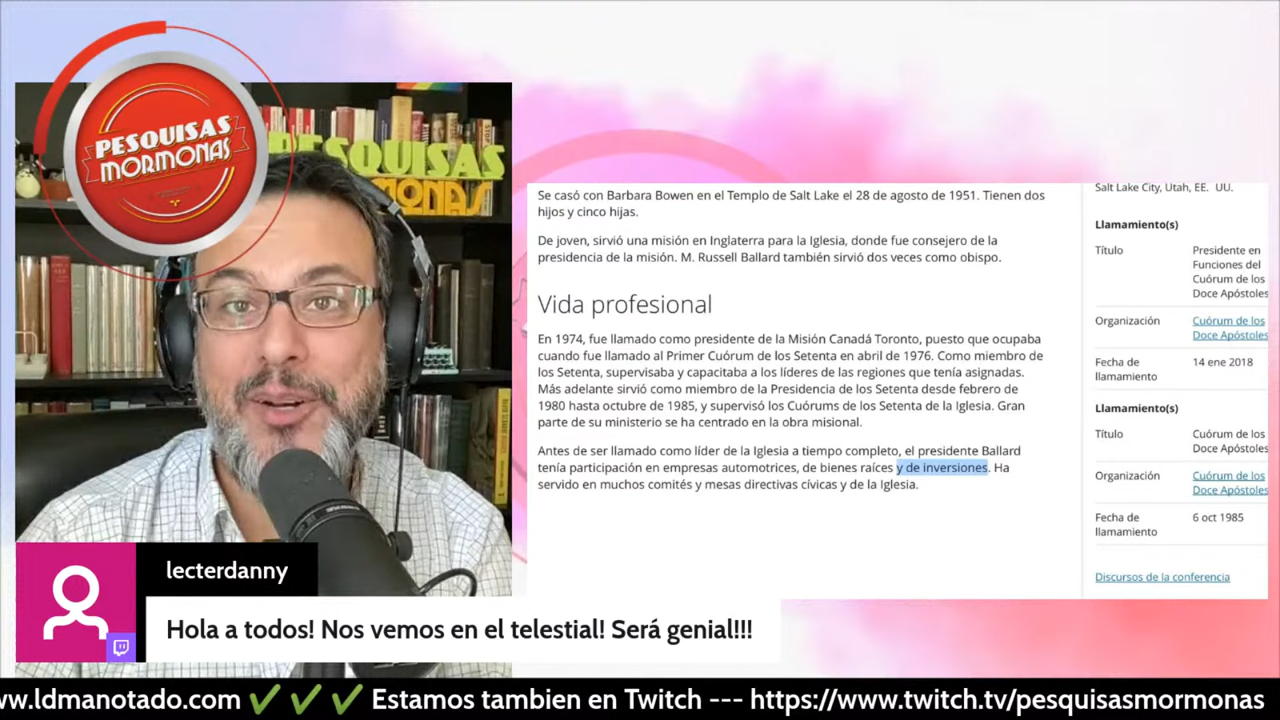 PESQUISAS
MORMONAS
PESQUISAS
MONAS
Se casó con Barbara Bowen en el Templo de Salt Lake el 28 de agosto de 1951. Tienen dos
hijos y cinco hijas.
De joven, sirvió una misión en Inglaterra para la Iglesia, donde fue consejero de la
presidencia de la misión. M. Russell Ballard también sirvió dos veces como obispo.
Vida profesional
En 1974, fue llamado como presidente de la Misión Canadá Toronto, puesto que ocupaba
cuando fue llamado al Primer Cuórum de los Setenta en abril de 1976. Como miembro de
los Setenta, supervisaba y capacitaba a los líderes de las regiones que tenía asignadas.
Más adelante sirvió como miembro de la Presidencia de los Setenta desde febrero de
1980 hasta octubre de 1985, y supervisó los Cuórums de los Setenta de la Iglesia. Gran
parte de su ministerio se ha centrado en la obra misional.
Antes de ser llamado como líder de la Iglesia a tiempo completo, el presidente Ballard
tenía participación en empresas automotrices, de bienes raíces y de inversiones. Ha
servido en muchos comités y mesas directivas cívicas y de la Iglesia.
Salt Lake City, Utah, EE. UU.
Llamamiento(s)
Título
Presidente en
Funciones del
Cuórum de los
Doce Apóstoles
Organización
Cuórum de los
Doce Apóstoles
Fecha de
llamamiento
14 ene 2018
Llamamiento(s)
Título
Cuórum de los
Doce Apóstoles
Organización
Cuórum de los
Doce Apóstoles
Fecha de
llamamiento
6 oct 1985
Discursos de la conferencia
lecterdanny
Hola a todos! Nos vemos en el telestial! Será genial!!!
ww.ldmanotado.com ✔ ✔ ✔ Estamos tambien en Twitch --- https://www.twitch.tv/pesquisasmormonas